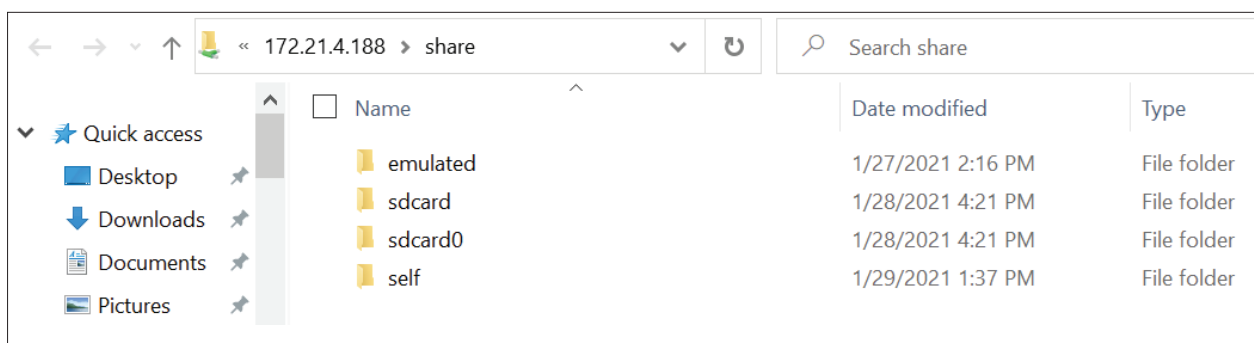 « 172.21.4.188 > share
Search share
Quick access
Desktop
Downloads
Documents
Pictures
Name Date modified Type
emulated 1/27/2021 2:16 PM File folder
sdcard 1/28/2021 4:21 PM File folder
sdcard0 1/28/2021 4:21 PM File folder
self 1/29/2021 1:37 PM File folder